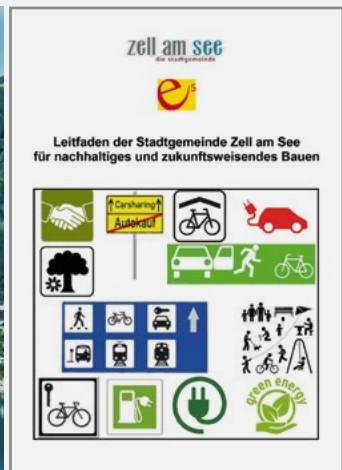 zell am see
die stadtgemeinde
e5
Leitfaden der Stadtgemeinde Zell am See
für nachhaltiges und zukunftsweisendes Bauen
Carsharing
Autokauf
green energy